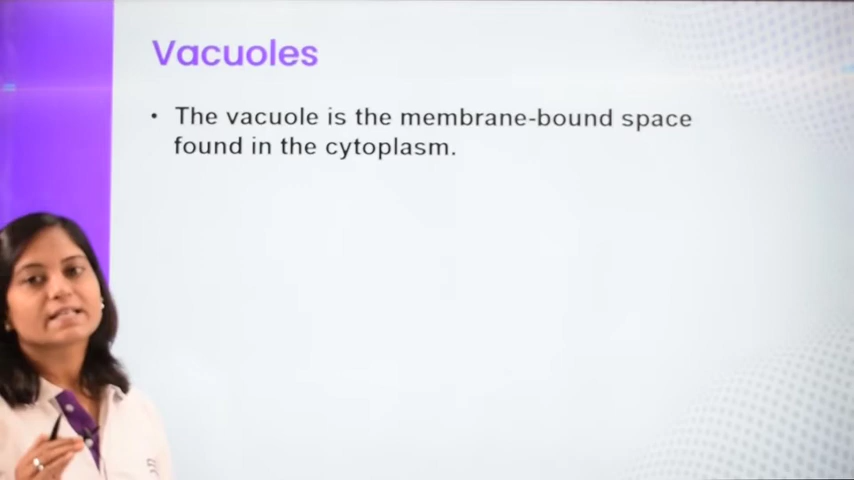 Vacuoles
• The vacuole is the membrane-bound space
found in the cytoplasm.